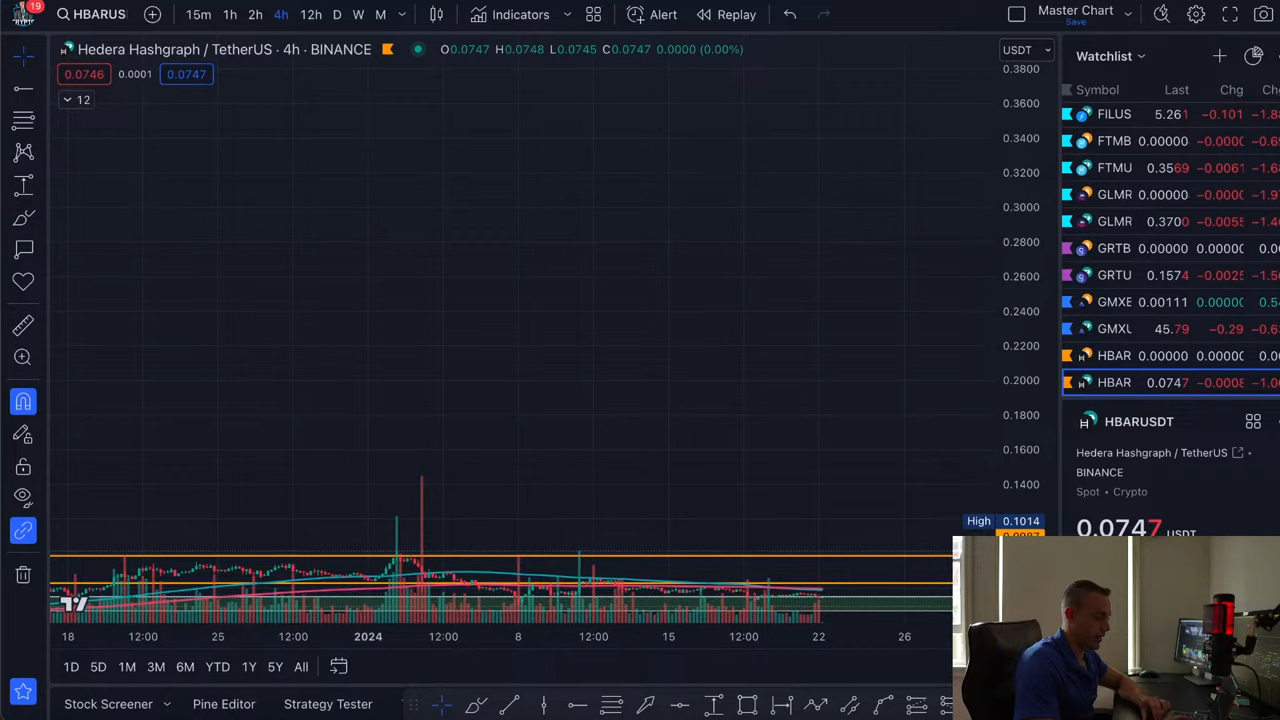 19
HBARUS 15m 1h 2h 4h 12h D W M Indicators Alert Replay Master Chart
Save
Hedera Hashgraph / TetherUS · 4h · BINANCE O0.0747 H0.0748 L0.0745 C0.0747 0.0000 (0.00%)
USDT
0.0746 0.0001 0.0747
12
0.3800
0.3600
0.3400
0.3200
0.3000
0.2800
0.2600
0.2400
0.2200
0.2000
0.1800
0.1600
0.1400
High 0.1014
18 12:00 25 12:00 2024 12:00 8 12:00 15 12:00 22 26
1D 5D 1M 3M 6M YTD 1Y 5Y All
Stock Screener Pine Editor Strategy Tester
Watchlist
Symbol Last Chg
FILUS 5.261 −0.101
FTMB 0.00000
FTMU 0.3569 −0.0061
GLMR 0.00000
GLMR 0.3700 −0.0055
GRTB 0.00000 0.0000
GRTU 0.1574 −0.0025
GMXE 0.00111 0.0000
GMXU 45.79 −0.29
HBAR 0.00000 0.0000
HBAR 0.0747 −0.0008
HBARUSDT
Hedera Hashgraph / TetherUS
BINANCE
Spot • Crypto
0.0747 USDT